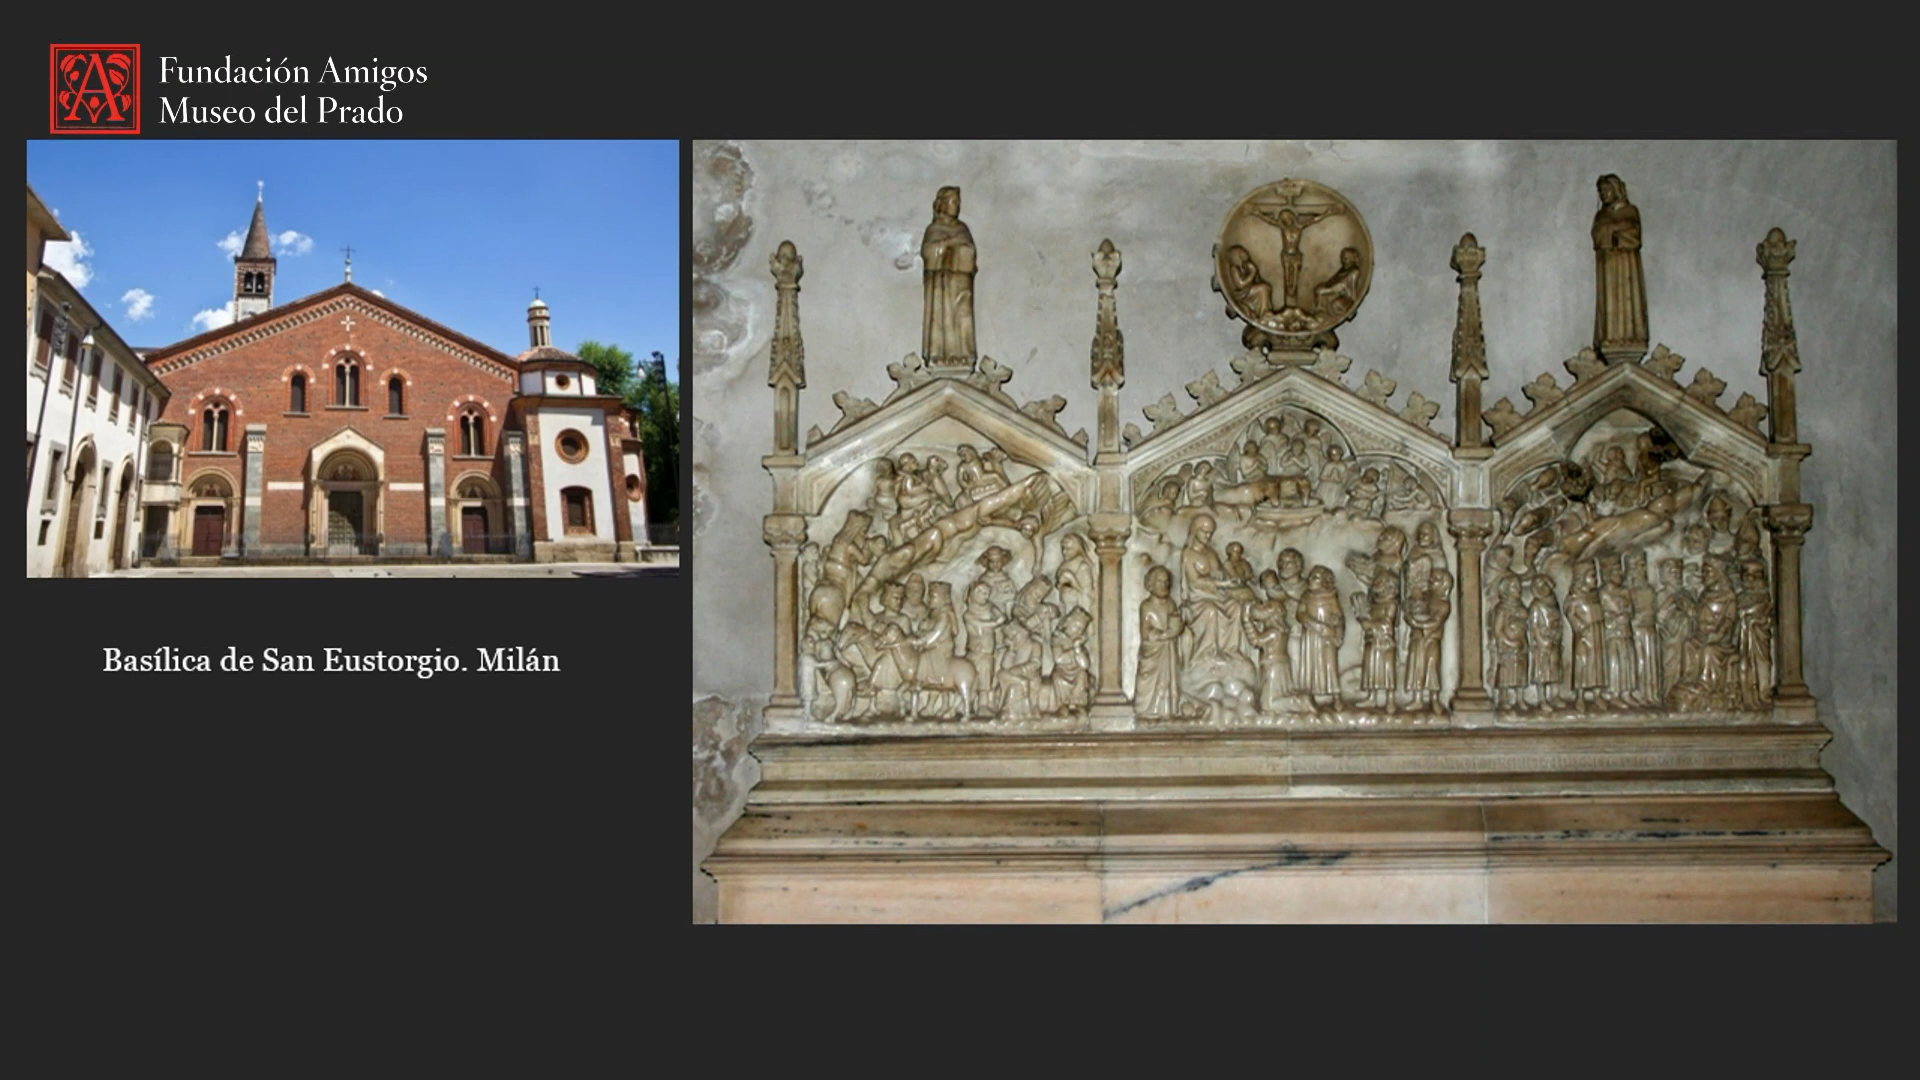 Fundación Amigos
Museo del Prado
Basílica de San Eustorgio. Milán